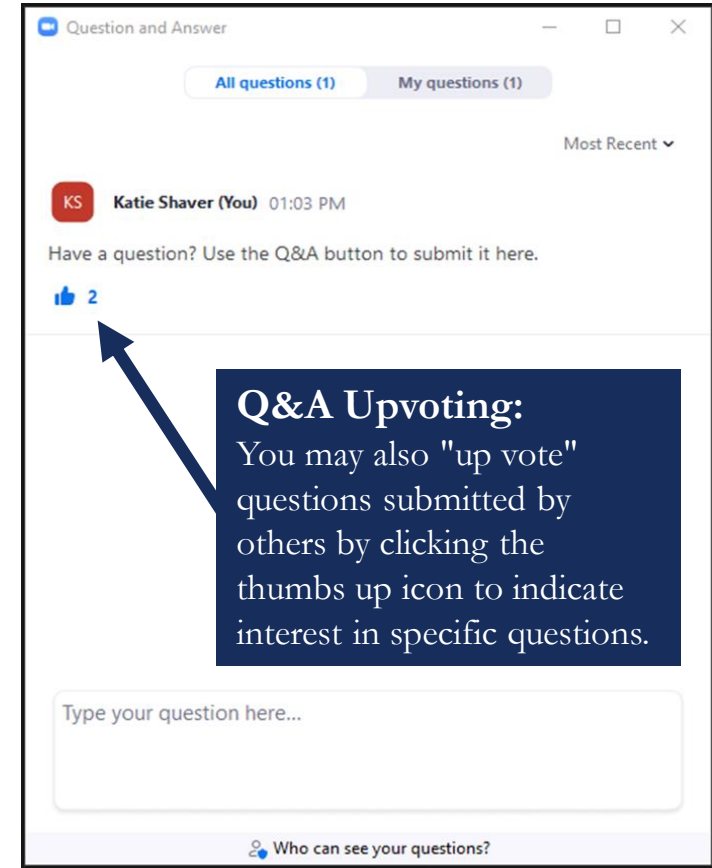 Question and Answer
All questions (1) My questions (1)
Most Recent
KS Katie Shaver (You) 01:03 PM
Have a question? Use the Q&A button to submit it here.
2
Q&A Upvoting:
You may also "up vote"
questions submitted by
others by clicking the
thumbs up icon to indicate
interest in specific questions.
Type your question here...
Who can see your questions?